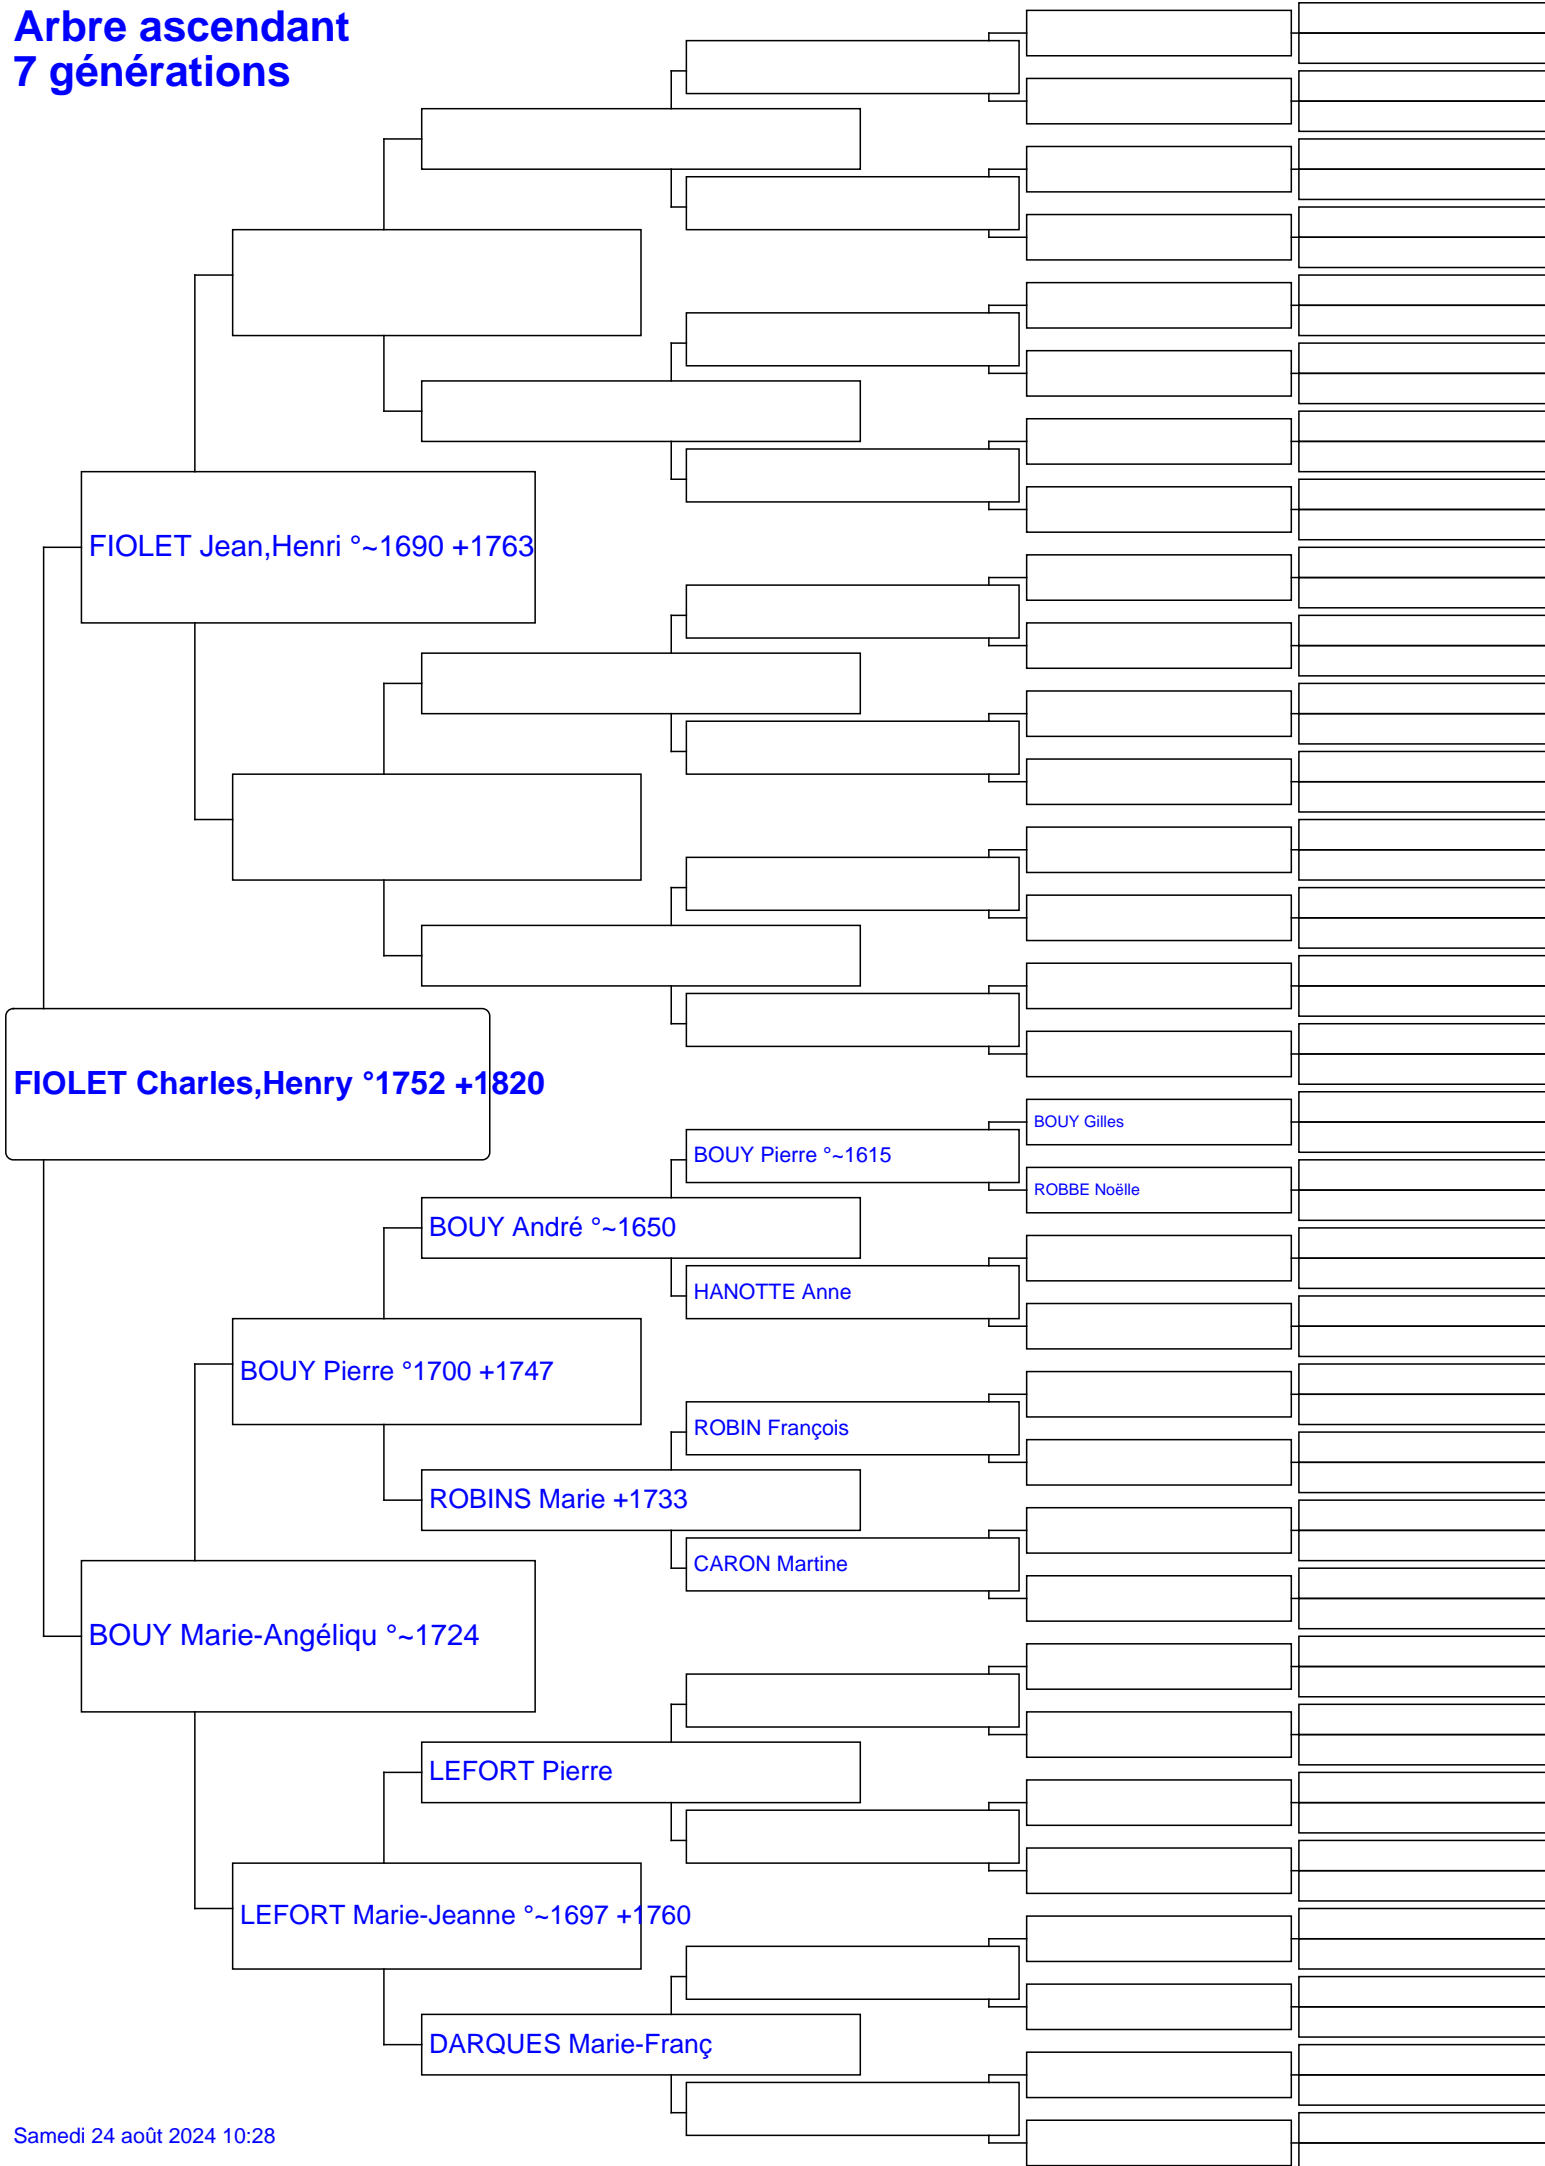 Arbre ascendant
7 générations
FIOLET Jean,Henri °~1690 +1763
FIOLET Charles,Henry °1752 +1820
BOUY Gilles
BOUY Pierre °~1615
ROBBE Noëlle
BOUY André °~1650
HANOTTE Anne
BOUY Pierre °1700 +1747
ROBIN François
ROBINS Marie +1733
CARON Martine
BOUY Marie-Angéliqu °~1724
LEFORT Pierre
LEFORT Marie-Jeanne °~1697 +1760
DARQUES Marie-Franç
Samedi 24 août 2024 10:28